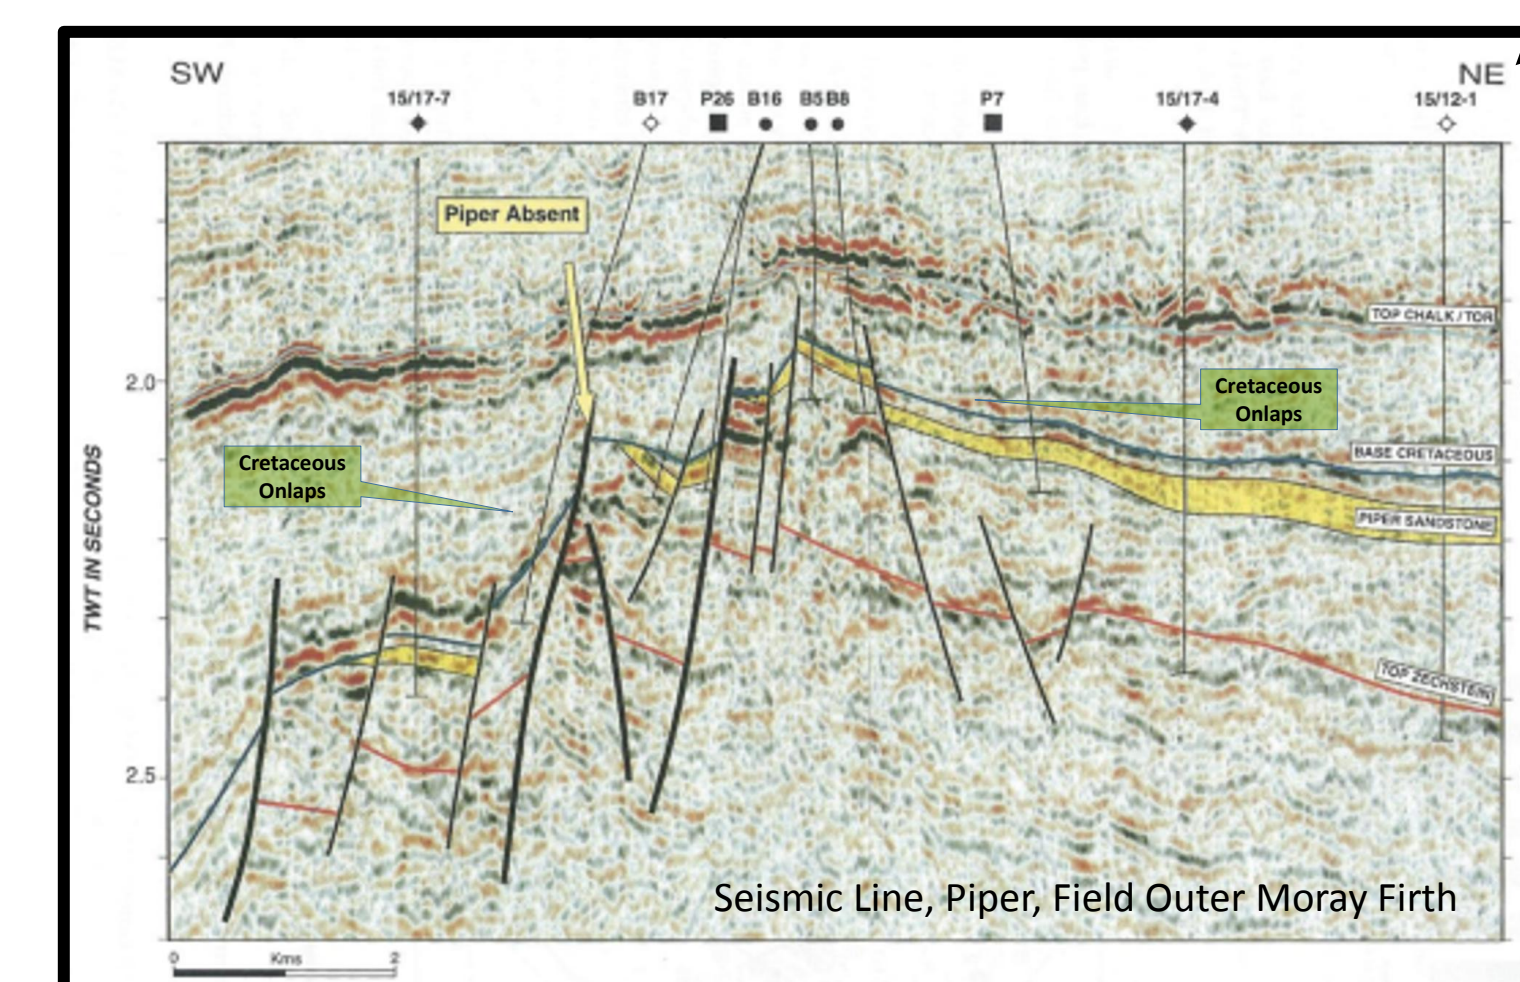 SW
NE
15/17-7
B17
P26
B16
B5
B8
P7
15/17-4
15/12-1
Piper Absent
TOP CHALK / TOR
2.0
Cretaceous
Onlaps
Cretaceous
Onlaps
BASE CRETACEOUS
TWT IN SECONDS
PIPER SANDSTONE
TOP ZECHSTEIN
2.5
Seismic Line, Piper, Field Outer Moray Firth
0
Kms
2